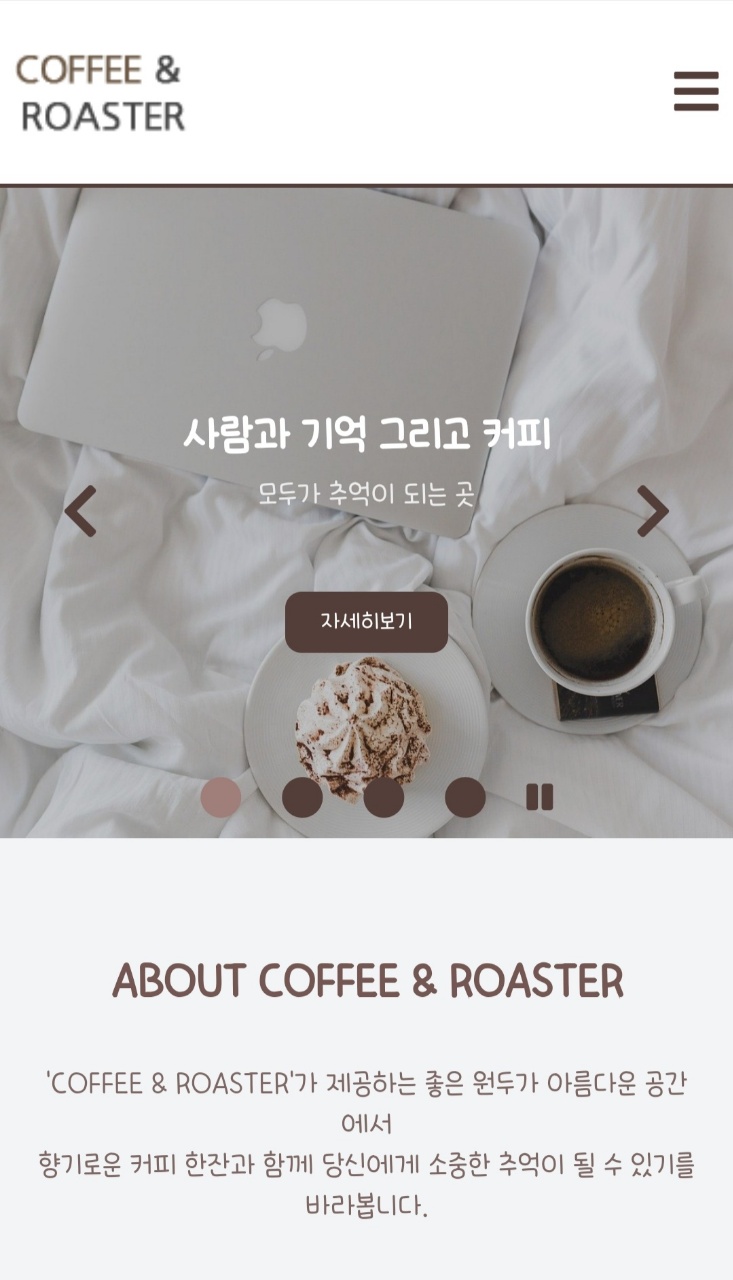 COFFEE &
ROASTER
사람과 기억 그리고 커피
모두가 추억이 되는 곳
자세히보기
ABOUT COFFEE & ROASTER
'COFFEE & ROASTER'가 제공하는 좋은 원두가 아름다운 공간
에서
향기로운 커피 한잔과 함께 당신에게 소중한 추억이 될 수 있기를
바라봅니다.